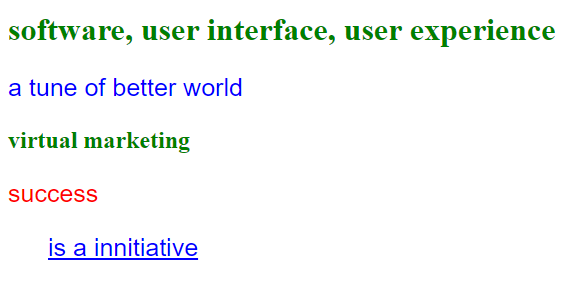 software, user interface, user experience
a tune of better world
virtual marketing
success
is a innitiative